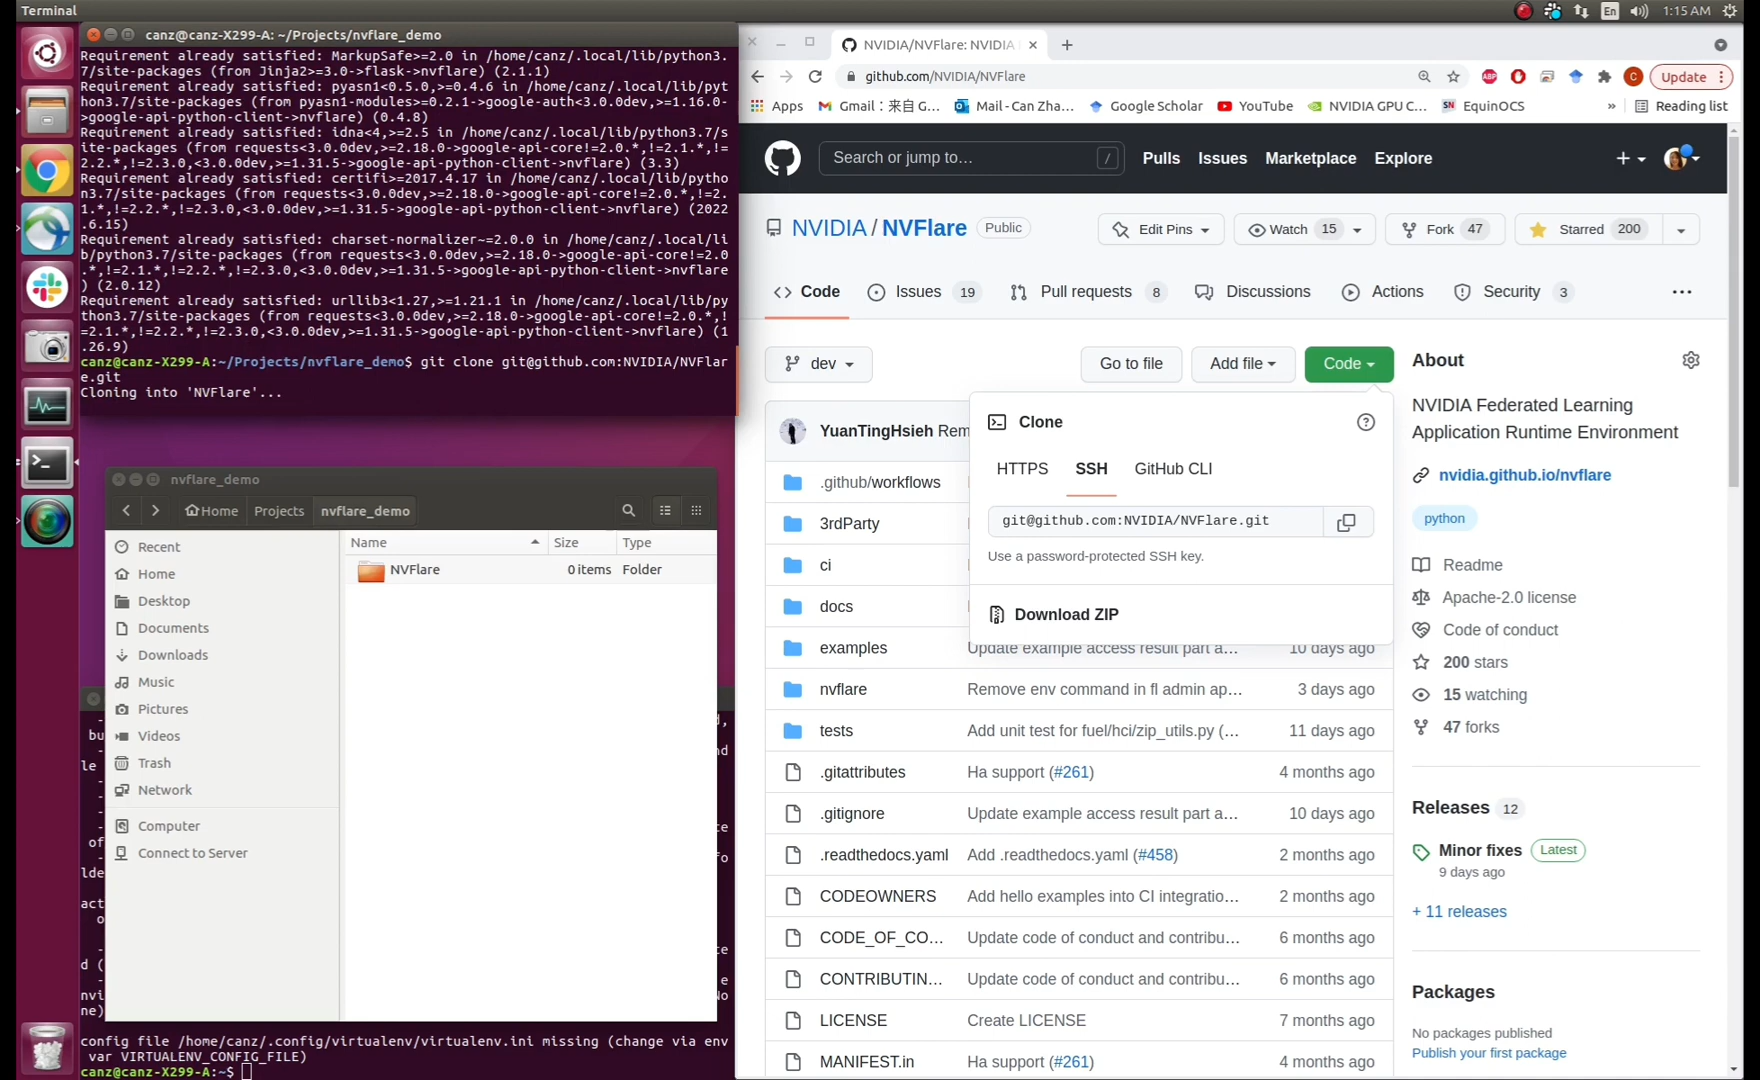 Terminal
En
1:15 AM
canz@canz-X299-A: ~/Projects/nvflare_demo
Requirement already satisfied: MarkupSafe>=2.0 in /home/canz/.local/lib/python3.
7/site-packages (from Jinja2>=3.0->flask->nvflare) (2.1.1)
Requirement already satisfied: pyasn1<0.5.0,>=0.4.6 in /home/canz/.local/lib/pyt
hon3.7/site-packages (from pyasn1-modules>=0.2.1->google-auth<3.0.0dev,>=1.16.0-
>google-api-python-client->nvflare) (0.4.8)
Requirement already satisfied: idna<4,>=2.5 in /home/canz/.local/lib/python3.7/s
ite-packages (from requests<3.0.0dev,>=2.18.0->google-api-core!=2.0.*,!=2.1.*,!=
2.2.*,!=2.3.0,<3.0.0dev,>=1.31.5->google-api-python-client->nvflare) (3.3)
Requirement already satisfied: certifi>=2017.4.17 in /home/canz/.local/lib/pytho
n3.7/site-packages (from requests<3.0.0dev,>=2.18.0->google-api-core!=2.0.*,!=2.
1.*,!=2.2.*,!=2.3.0,<3.0.0dev,>=1.31.5->google-api-python-client->nvflare) (2022
.6.15)
Requirement already satisfied: charset-normalizer~=2.0.0 in /home/canz/.local/li
b/python3.7/site-packages (from requests<3.0.0dev,>=2.18.0->google-api-core!=2.0
.*,!=2.1.*,!=2.2.*,!=2.3.0,<3.0.0dev,>=1.31.5->google-api-python-client->nvflare
) (2.0.12)
Requirement already satisfied: urllib3<1.27,>=1.21.1 in /home/canz/.local/lib/py
thon3.7/site-packages (from requests<3.0.0dev,>=2.18.0->google-api-core!=2.0.*,!
=2.1.*,!=2.2.*,!=2.3.0,<3.0.0dev,>=1.31.5->google-api-python-client->nvflare) (1
.26.9)
canz@canz-X299-A:~/Projects/nvflare_demo$ git clone git@github.com:NVIDIA/NVFlar
e.git
Cloning into 'NVFlare'...
nvflare_demo
Home Projects nvflare_demo
Name Size Type
NVFlare 0 items Folder
Recent
Home
Desktop
Documents
Downloads
Music
Pictures
Videos
Trash
Network
Computer
Connect to Server
bu
le
of
lde
act
o
d (
nvi
ne)
d,
nd
te
fo
te
e
No
config file /home/canz/.config/virtualenv/virtualenv.ini missing (change via env
var VIRTUALENV_CONFIG_FILE)
canz@canz-X299-A:~$
NVIDIA/NVFlare: NVIDIA
github.com/NVIDIA/NVFlare
ABP
C
Update
Apps
Gmail：来自 G...
Mail - Can Zha...
Google Scholar
YouTube
NVIDIA GPU C...
SN EquinOCS
»
Reading list
Search or jump to...
/
Pulls Issues Marketplace Explore
NVIDIA / NVFlare Public
Edit Pins
Watch 15
Fork 47
Starred 200
Code
Issues 19
Pull requests 8
Discussions
Actions
Security 3
dev
Go to file
Add file
Code
YuanTingHsieh Rem
Clone
HTTPS SSH GitHub CLI
git@github.com:NVIDIA/NVFlare.git
Use a password-protected SSH key.
Download ZIP
.github/workflows
3rdParty
ci
docs
examples Update example access result part a... 10 days ago
nvflare Remove env command in fl admin ap... 3 days ago
tests Add unit test for fuel/hci/zip_utils.py (... 11 days ago
.gitattributes Ha support (#261) 4 months ago
.gitignore Update example access result part a... 10 days ago
.readthedocs.yaml Add .readthedocs.yaml (#458) 2 months ago
CODEOWNERS Add hello examples into CI integratio... 2 months ago
CODE_OF_CO... Update code of conduct and contribu... 6 months ago
CONTRIBUTIN... Update code of conduct and contribu... 6 months ago
LICENSE Create LICENSE 7 months ago
MANIFEST.in Ha support (#261) 4 months ago
About
NVIDIA Federated Learning
Application Runtime Environment
nvidia.github.io/nvflare
python
Readme
Apache-2.0 license
Code of conduct
200 stars
15 watching
47 forks
Releases 12
Minor fixes Latest
9 days ago
+ 11 releases
Packages
No packages published
Publish your first package